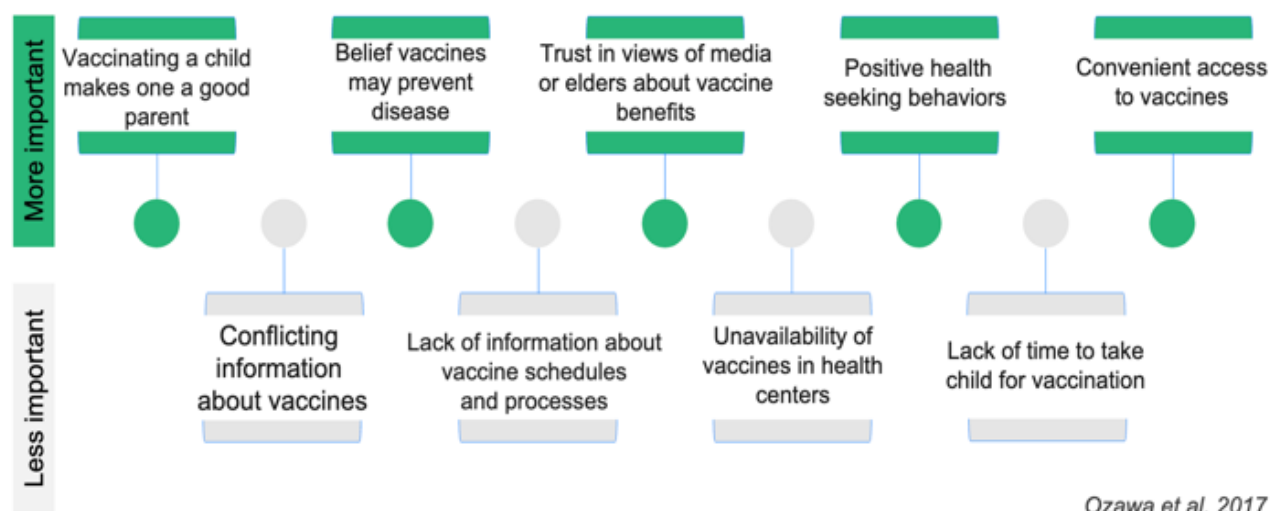 More important
Vaccinating a child
makes one a good
parent
Belief vaccines
may prevent
disease
Trust in views of media
or elders about vaccine
benefits
Positive health
seeking behaviors
Convenient access
to vaccines
Less important
Conflicting
information
about vaccines
Lack of information about
vaccine schedules
and processes
Unavailability of
vaccines in health
centers
Lack of time to take
child for vaccination
Ozawa et al. 2017